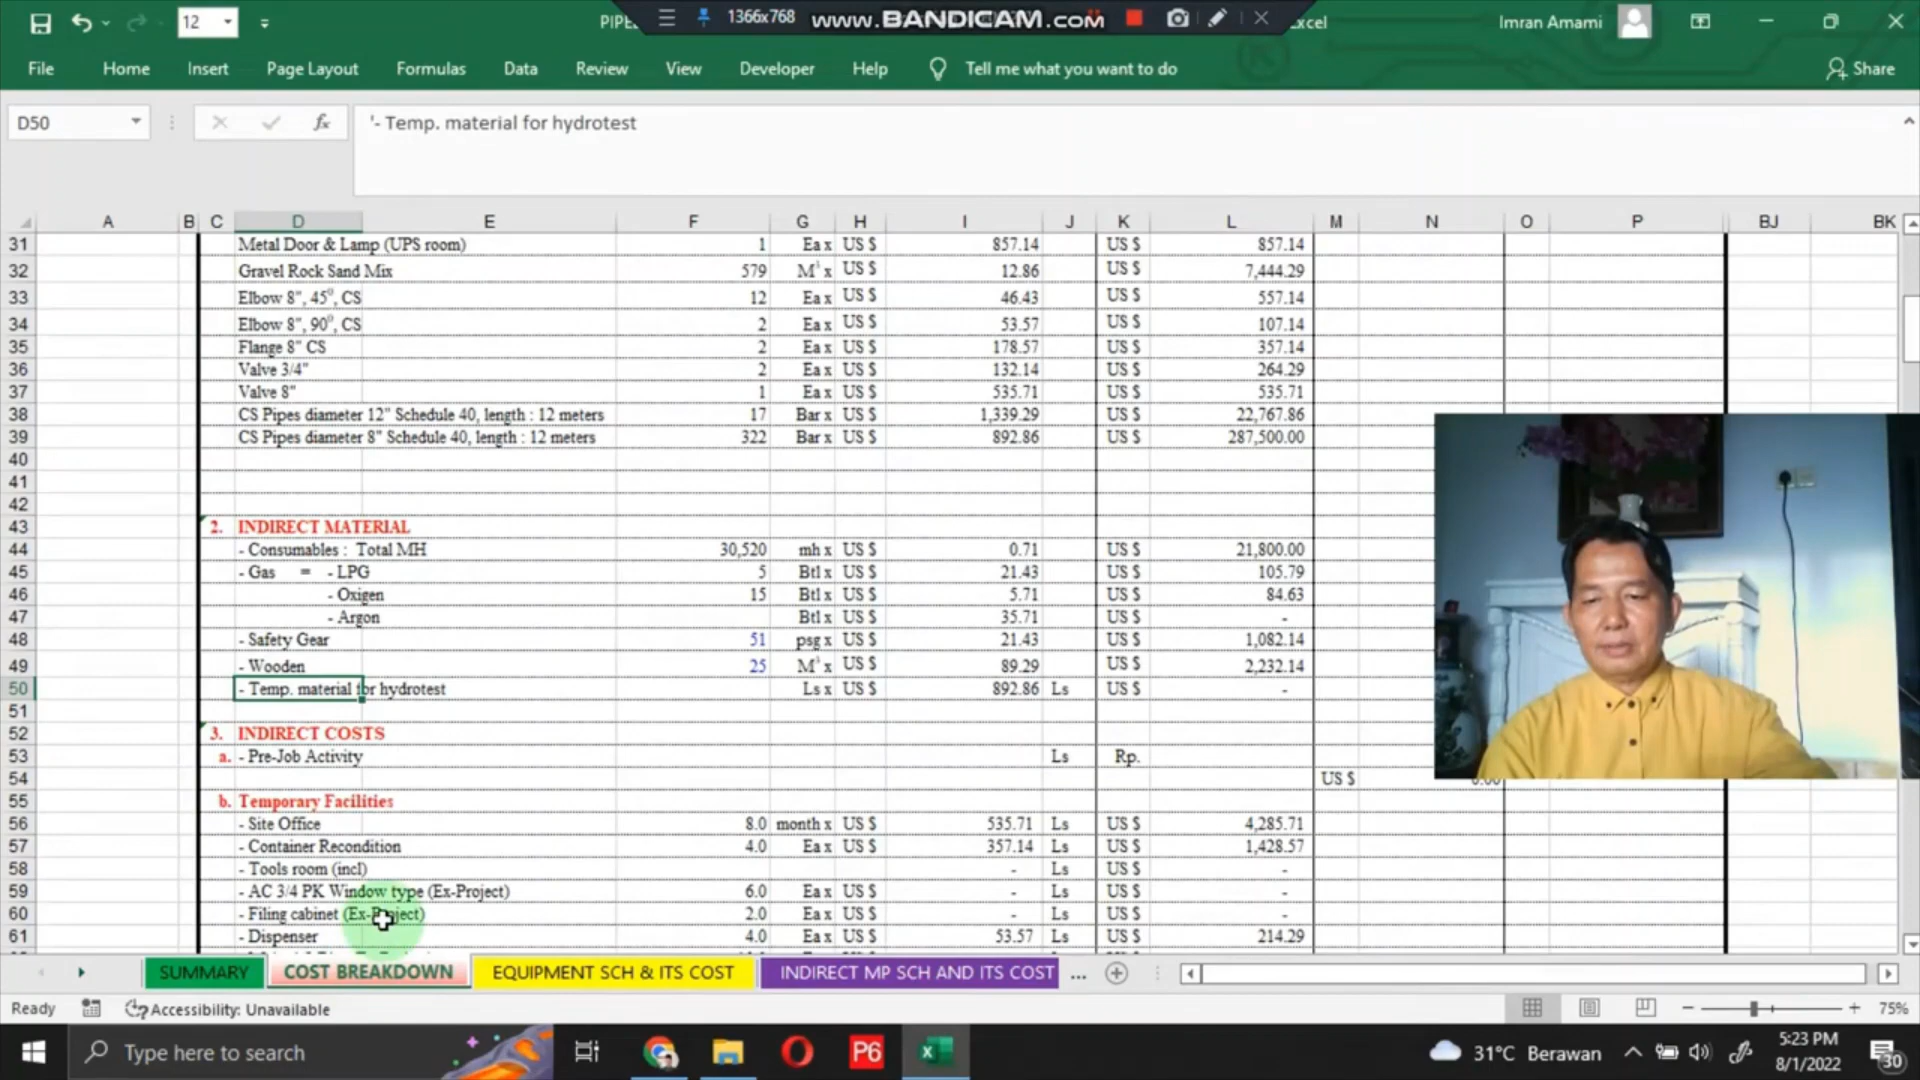 12
PIPE
1366x768
www.BANDICAM.com
Excel
Imran Amami
File Home Insert Page Layout Formulas Data Review View Developer Help Tell me what you want to do Share
D50 fx '- Temp. material for hydrotest
A B C D E F G H I J K L M N O P BJ BK
31 Metal Door & Lamp (UPS room) 1 Ea x US $ 857.14 US $ 857.14
32 Gravel Rock Sand Mix 579 M³ x US $ 12.86 US $ 7,444.29
33 Elbow 8", 45⁰, CS 12 Ea x US $ 46.43 US $ 557.14
34 Elbow 8", 90⁰, CS 2 Ea x US $ 53.57 US $ 107.14
35 Flange 8" CS 2 Ea x US $ 178.57 US $ 357.14
36 Valve 3/4" 2 Ea x US $ 132.14 US $ 264.29
37 Valve 8" 1 Ea x US $ 535.71 US $ 535.71
38 CS Pipes diameter 12" Schedule 40, length : 12 meters 17 Bar x US $ 1,339.29 US $ 22,767.86
39 CS Pipes diameter 8" Schedule 40, length : 12 meters 322 Bar x US $ 892.86 US $ 287,500.00
40
41
42
43 2. INDIRECT MATERIAL
44 - Consumables : Total MH 30,520 mh x US $ 0.71 US $ 21,800.00
45 - Gas = - LPG 5 Btl x US $ 21.43 US $ 105.79
46 - Oxigen 15 Btl x US $ 5.71 US $ 84.63
47 - Argon Btl x US $ 35.71 US $ -
48 - Safety Gear 51 psg x US $ 21.43 US $ 1,082.14
49 - Wooden 25 M³ x US $ 89.29 US $ 2,232.14
50 - Temp. material for hydrotest Ls x US $ 892.86 Ls US $ -
51
52 3. INDIRECT COSTS
53 a. - Pre-Job Activity Ls Rp.
54 US $ 0.00
55 b. Temporary Facilities
56 - Site Office 8.0 month x US $ 535.71 Ls US $ 4,285.71
57 - Container Recondition 4.0 Ea x US $ 357.14 Ls US $ 1,428.57
58 - Tools room (incl) - Ls US $ -
59 - AC 3/4 PK Window type (Ex-Project) 6.0 Ea x US $ - Ls US $ -
60 - Filing cabinet (Ex-Project) 2.0 Ea x US $ - Ls US $ -
61 - Dispenser 4.0 Ea x US $ 53.57 Ls US $ 214.29
SUMMARY COST BREAKDOWN EQUIPMENT SCH & ITS COST INDIRECT MP SCH AND ITS COST ...
Ready Accessibility: Unavailable 75%
Type here to search P6 31°C Berawan 5:23 PM
8/1/2022 30